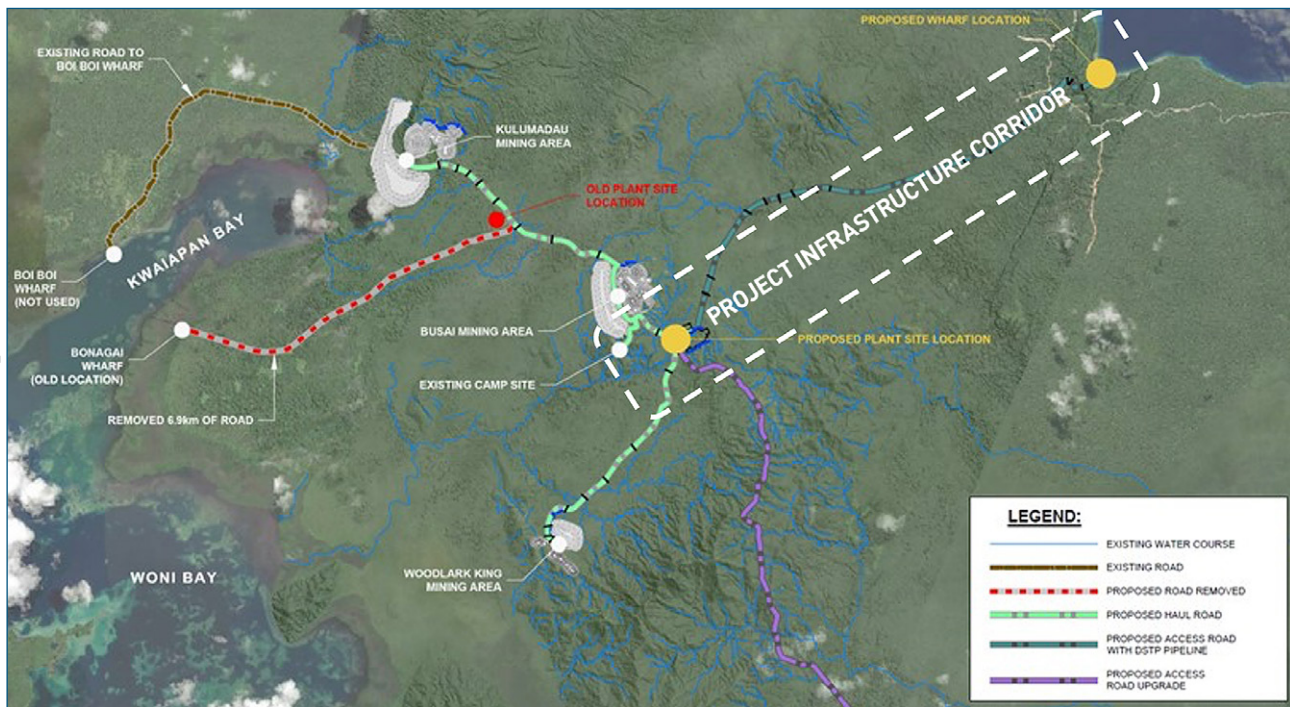 PROPOSED WHARF LOCATION
EXISTING ROAD TO
BOI BOI WHARF
KULUMADAU
MINING AREA
OLD PLANT SITE
LOCATION
PROJECT INFRASTRUCTURE CORRIDOR
KWAIAPAN BAY
BOI BOI
WHARF
(NOT USED)
BUSAI MINING AREA
PROPOSED PLANT SITE LOCATION
BONAGAI
WHARF
(OLD LOCATION)
EXISTING CAMP SITE
REMOVED 6.9km OF ROAD
WOODLARK KING
MINING AREA
WONI BAY
LEGEND:
EXISTING WATER COURSE
EXISTING ROAD
PROPOSED ROAD REMOVED
PROPOSED HAUL ROAD
PROPOSED ACCESS ROAD
WITH DSTP PIPELINE
PROPOSED ACCESS
ROAD UPGRADE